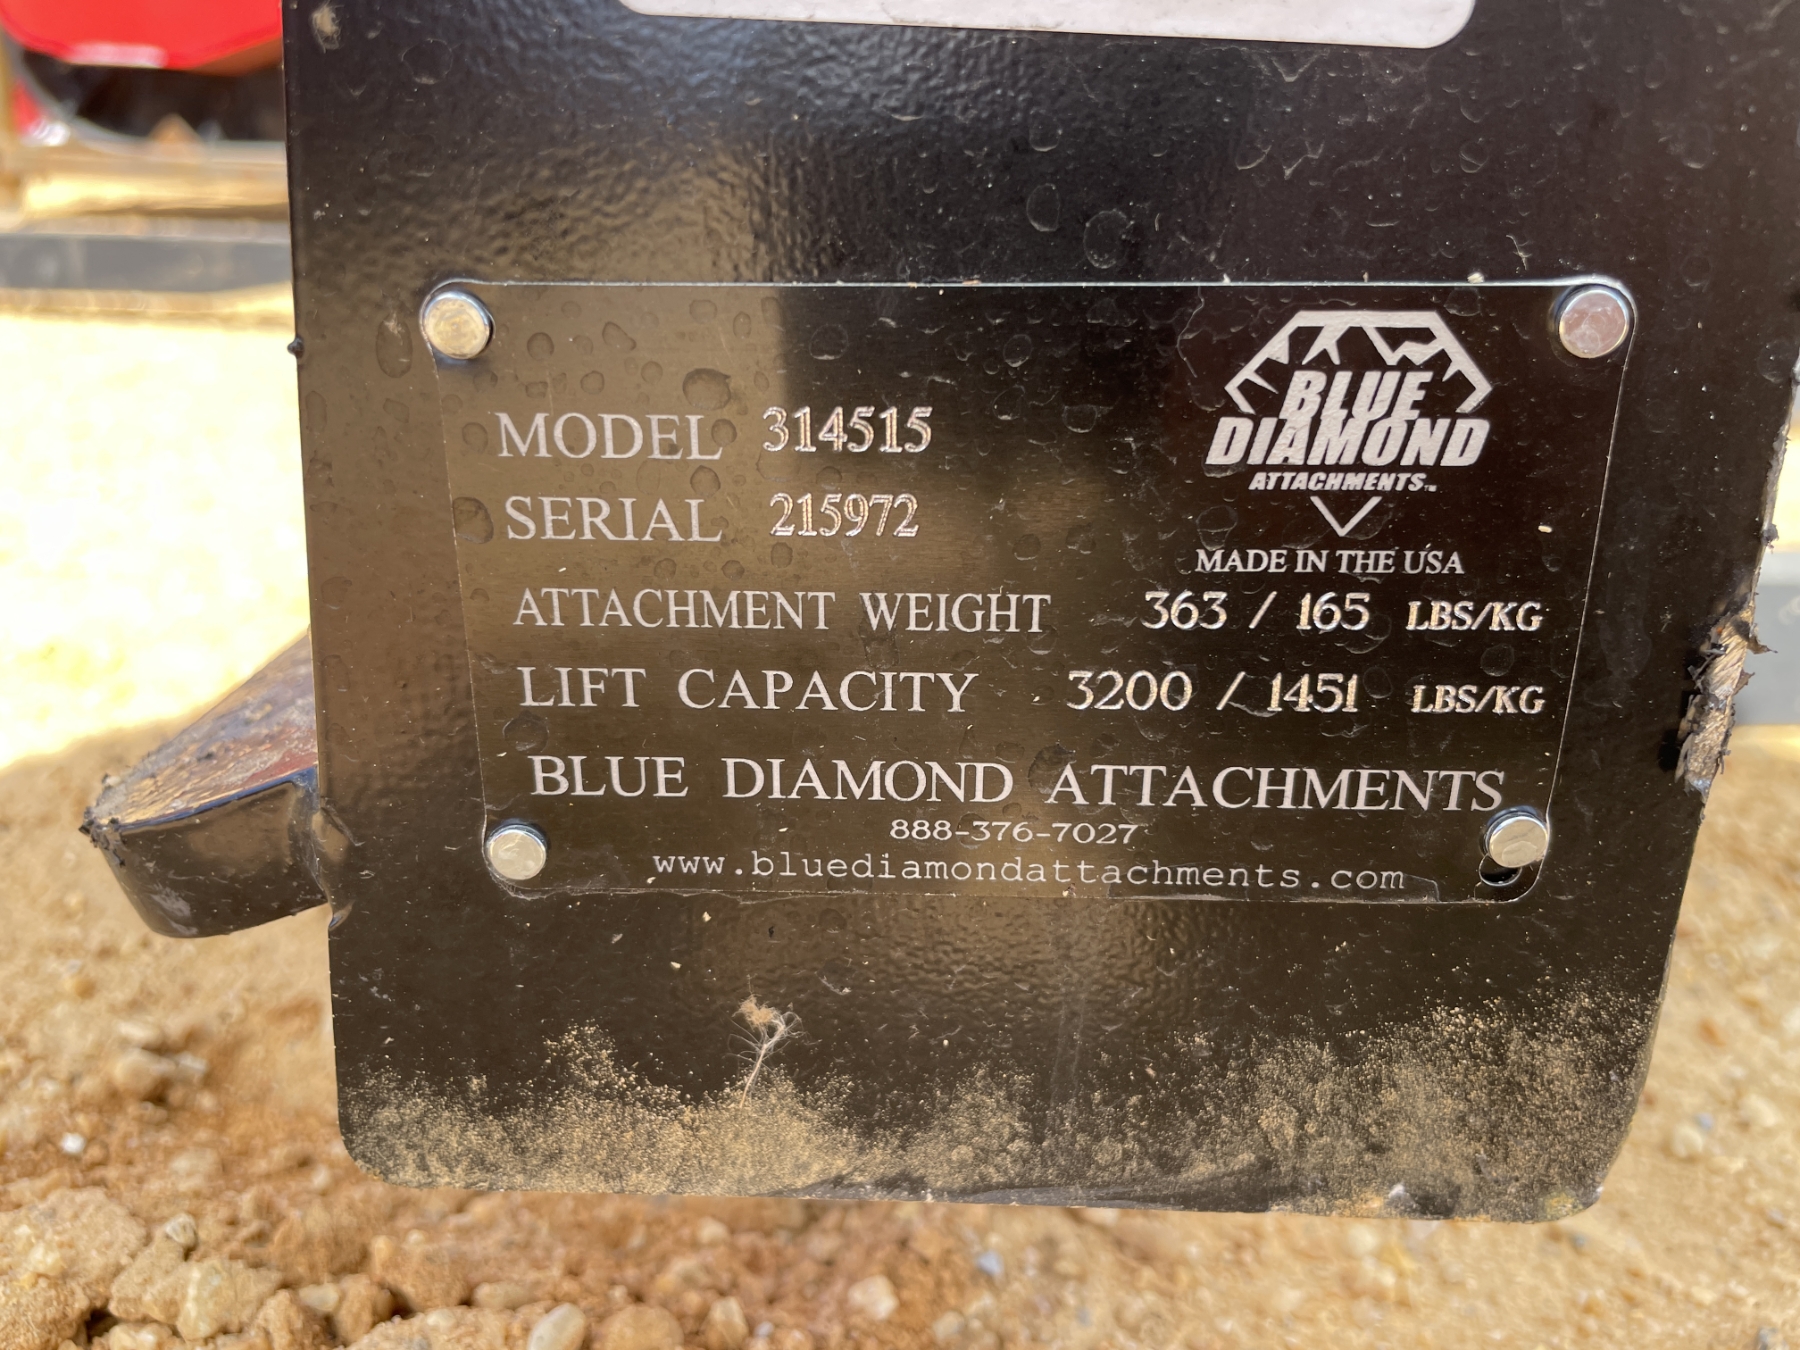 BLUE
DIAMOND
ATTACHMENTS™
MADE IN THE USA
MODEL 314515
SERIAL 215972
ATTACHMENT WEIGHT 363 / 165 LBS/KG
LIFT CAPACITY 3200 / 1451 LBS/KG
BLUE DIAMOND ATTACHMENTS
888-376-7027
www.bluediamondattachments.com